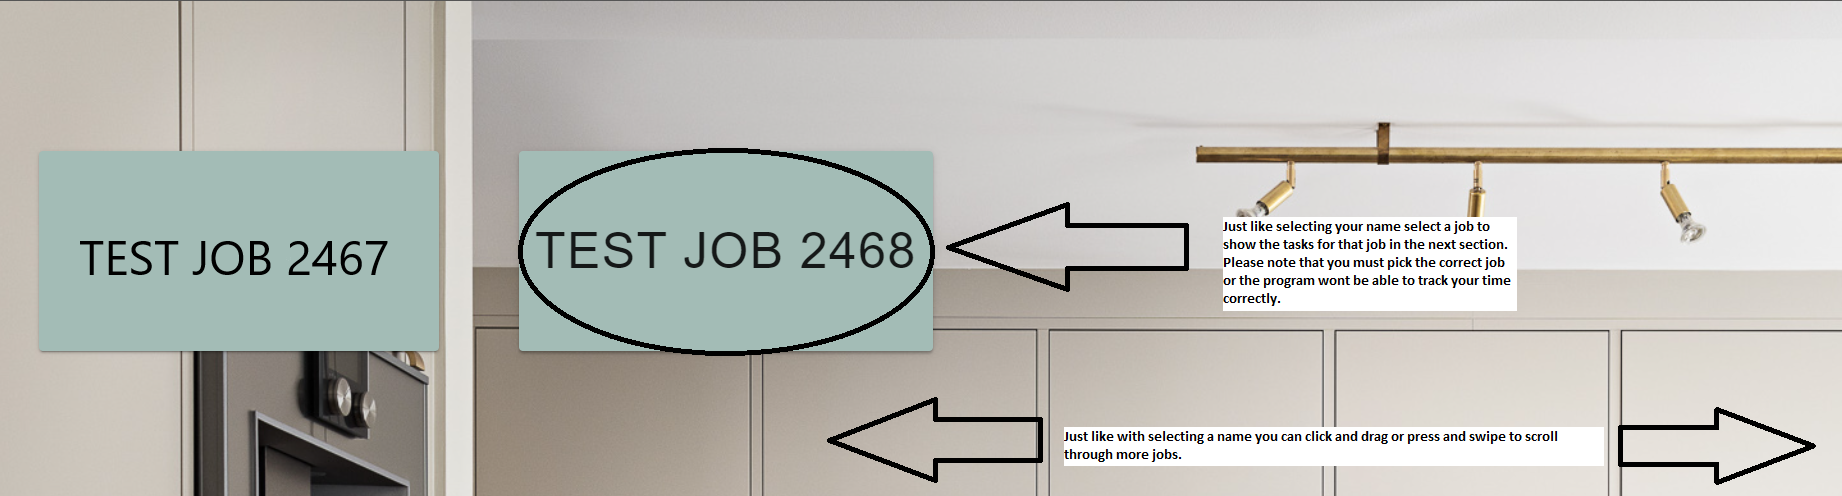 TEST JOB 2467
TEST JOB 2468
Just like selecting your name select a job to
show the tasks for that job in the next section.
Please note that you must pick the correct job
or the program wont be able to track your time
correctly.
Just like with selecting a name you can click and drag or press and swipe to scroll
through more jobs.